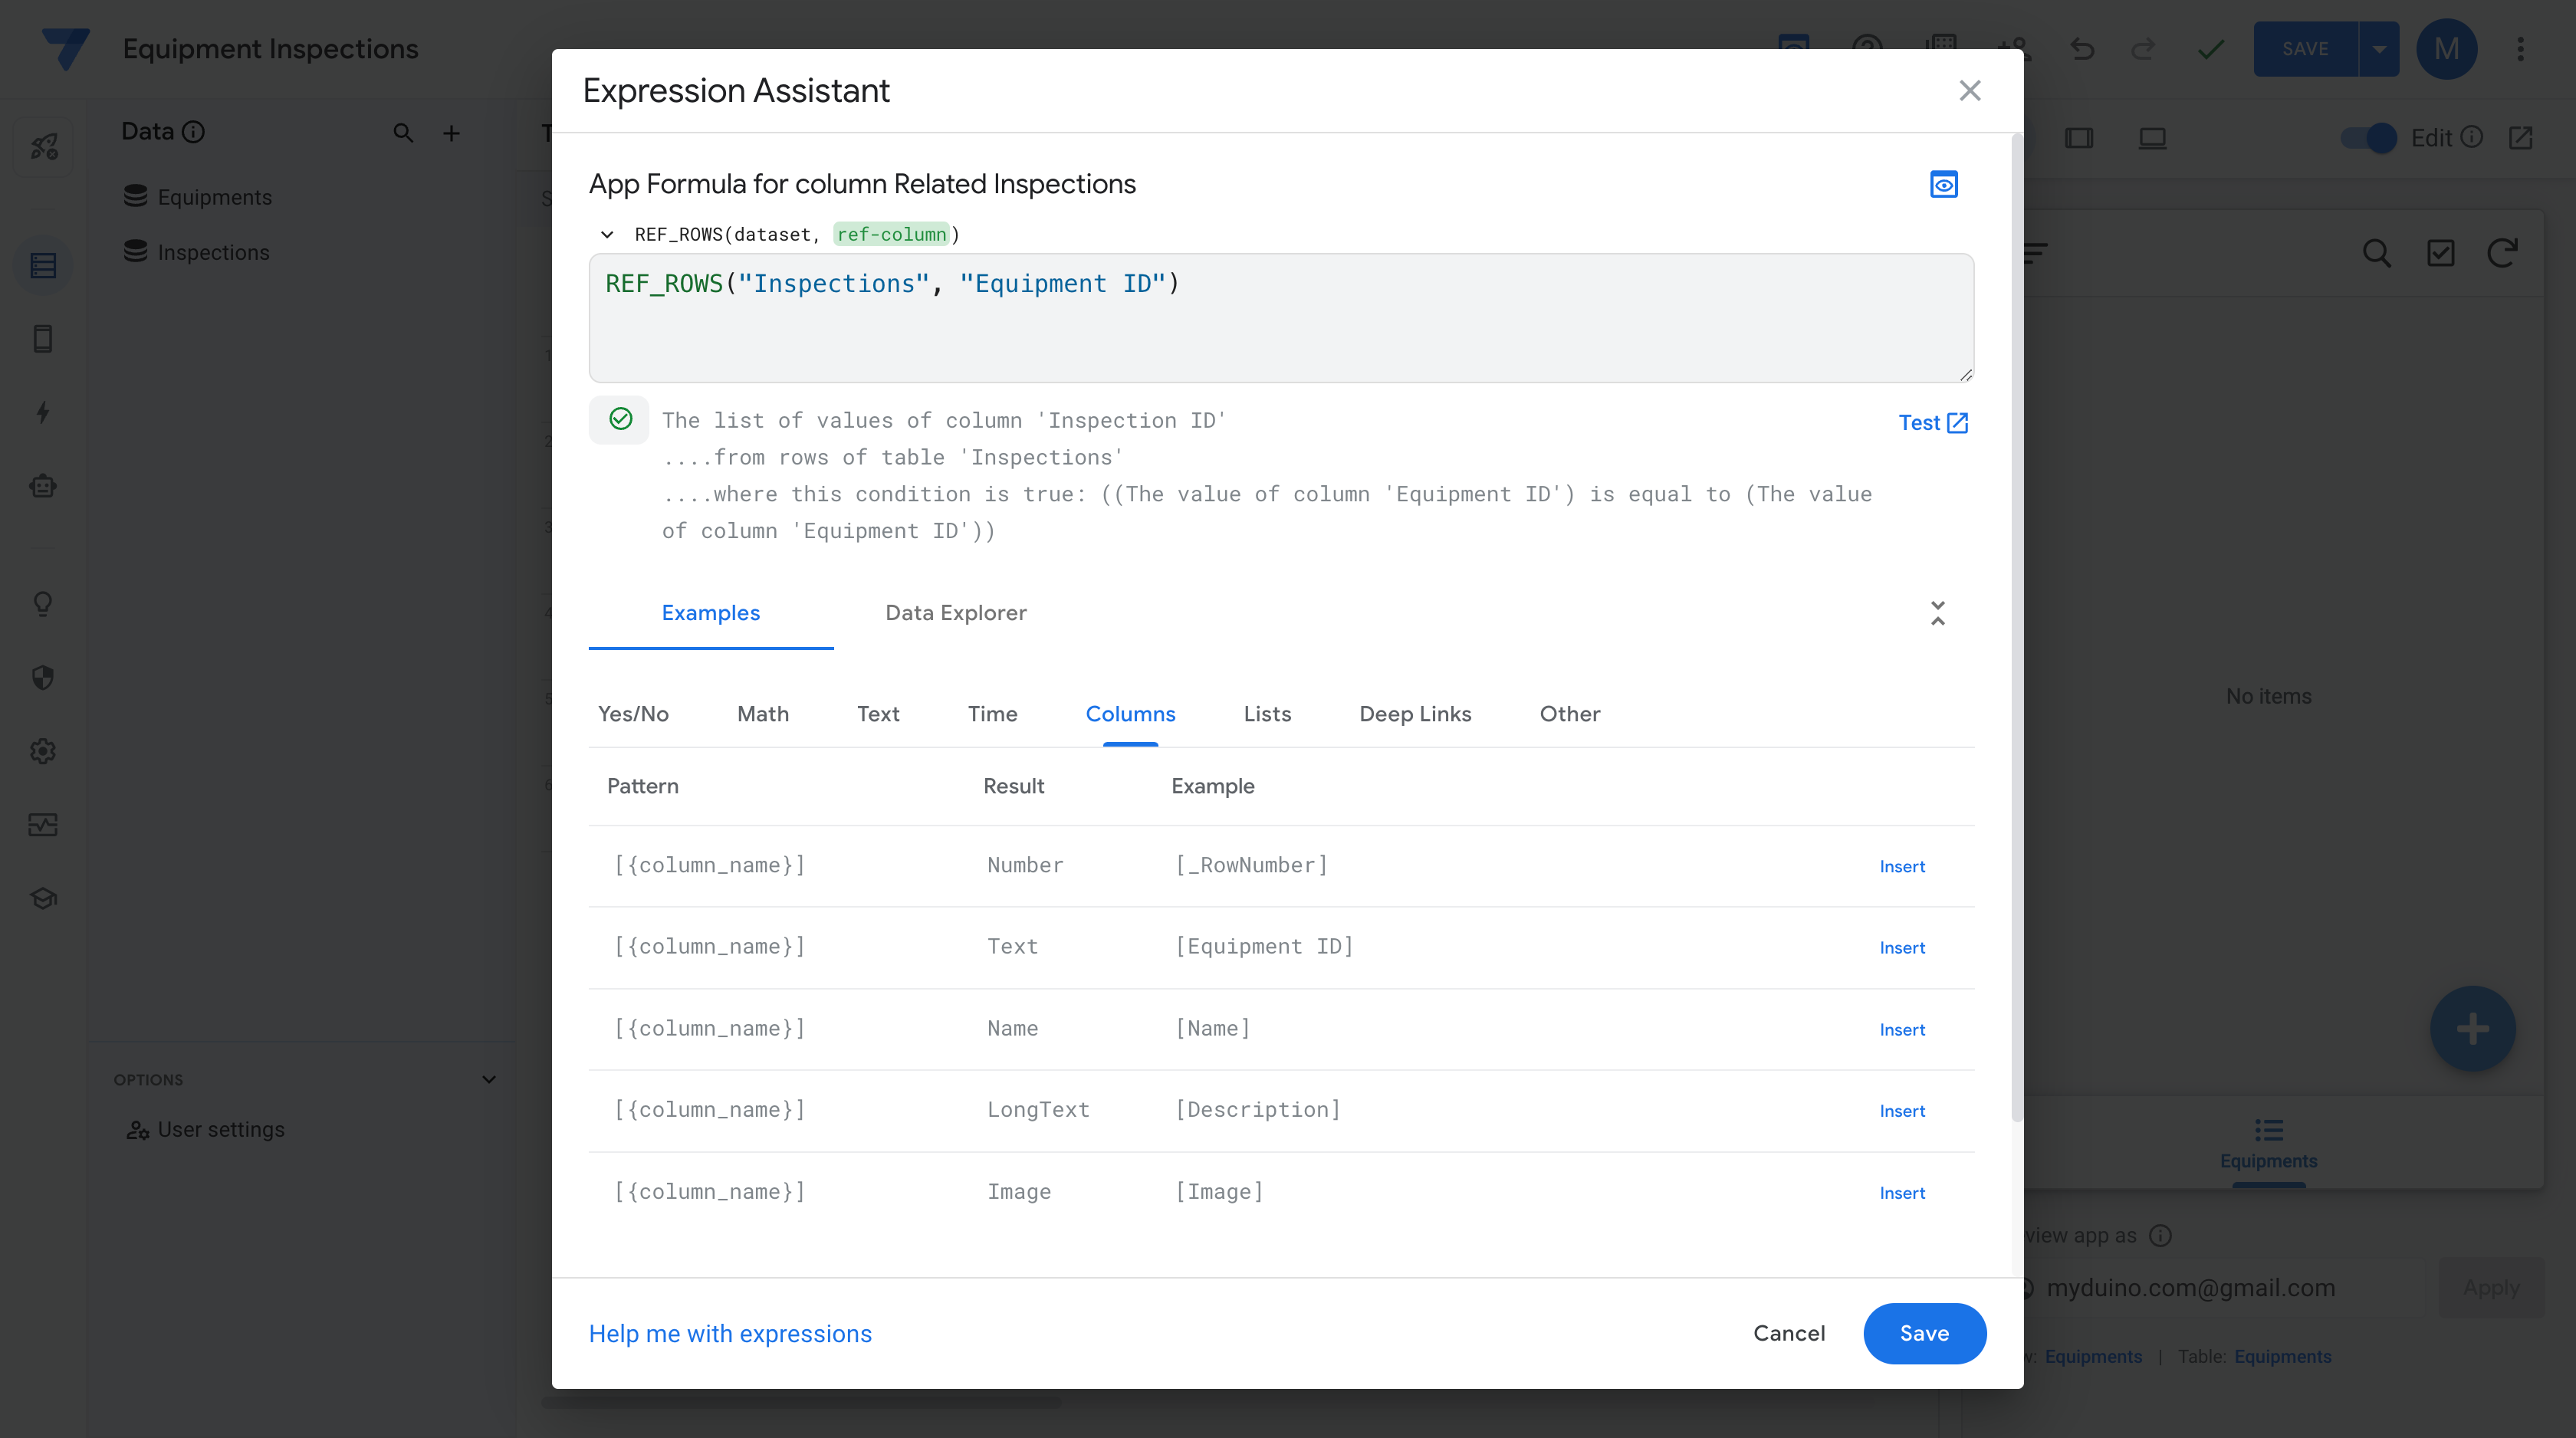 Equipment Inspections
SAVE
M
Expression Assistant
Data
Edit
Equipments
Inspections
App Formula for column Related Inspections
REF_ROWS(dataset, ref-column)
REF_ROWS("Inspections", "Equipment ID")
The list of values of column 'Inspection ID'
....from rows of table 'Inspections'
....where this condition is true: ((The value of column 'Equipment ID') is equal to (The value
of column 'Equipment ID'))
Test
Examples
Data Explorer
Yes/No
Math
Text
Time
Columns
Lists
Deep Links
Other
Pattern
Result
Example
[{column_name}]
Number
[_RowNumber]
Insert
[{column_name}]
Text
[Equipment ID]
Insert
[{column_name}]
Name
[Name]
Insert
[{column_name}]
LongText
[Description]
Insert
[{column_name}]
Image
[Image]
Insert
Help me with expressions
Cancel
Save
OPTIONS
User settings
No items
Equipments
view app as
myduino.com@gmail.com
Apply
Equipments | Table: Equipments